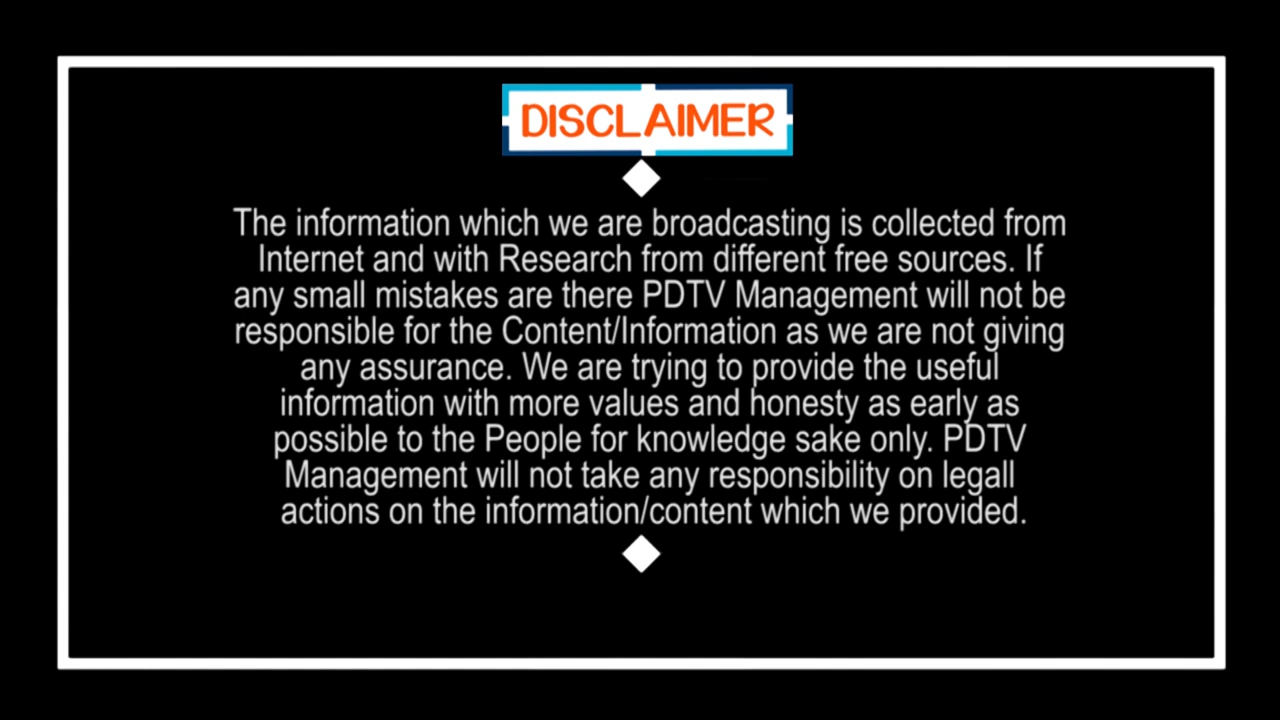 DISCLAIMER
The information which we are broadcasting is collected from
Internet and with Research from different free sources. If
any small mistakes are there PDTV Management will not be
responsible for the Content/Information as we are not giving
any assurance. We are trying to provide the useful
information with more values and honesty as early as
possible to the People for knowledge sake only. PDTV
Management will not take any responsibility on legall
actions on the information/content which we provided.